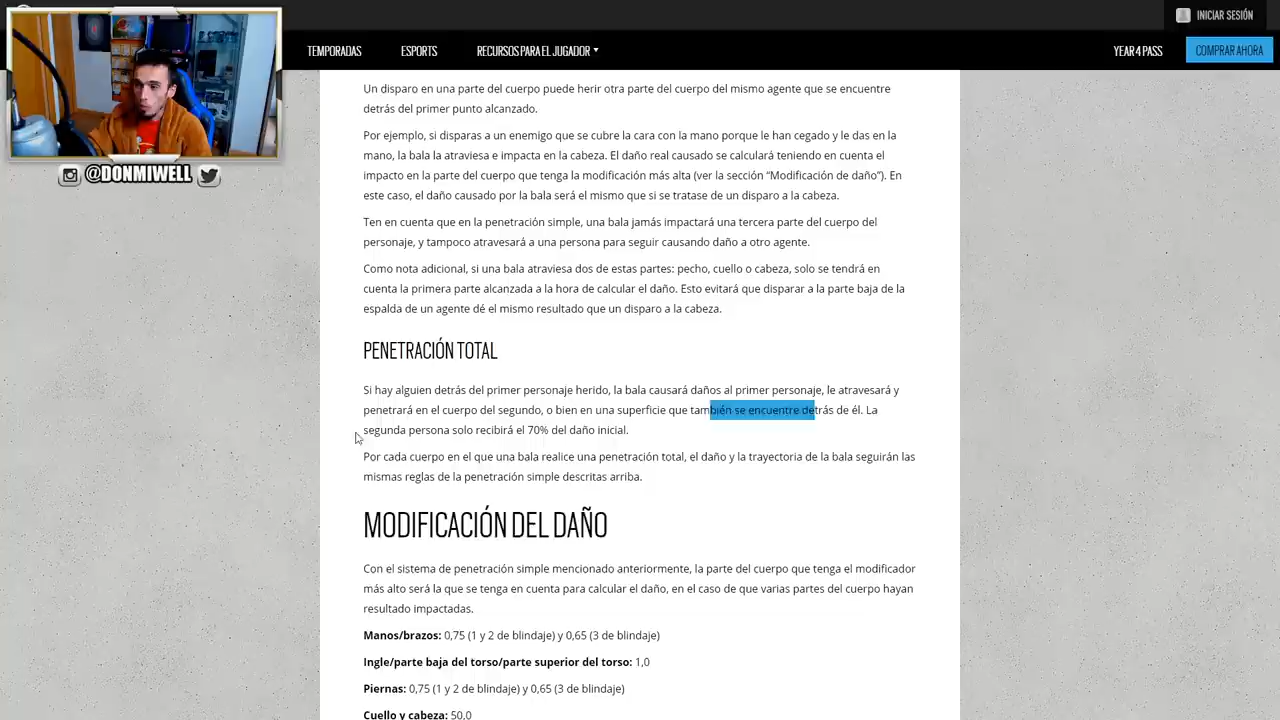 INICIAR SESIÓN
TEMPORADAS
ESPORTS
RECURSOS PARA EL JUGADOR
YEAR 4 PASS
COMPRAR AHORA
@DONMIWELL
Un disparo en una parte del cuerpo puede herir otra parte del cuerpo del mismo agente que se encuentre
detrás del primer punto alcanzado.
Por ejemplo, si disparas a un enemigo que se cubre la cara con la mano porque le han cegado y le das en la
mano, la bala la atraviesa e impacta en la cabeza. El daño real causado se calculará teniendo en cuenta el
impacto en la parte del cuerpo que tenga la modificación más alta (ver la sección “Modificación de daño”). En
este caso, el daño causado por la bala será el mismo que si se tratase de un disparo a la cabeza.
Ten en cuenta que en la penetración simple, una bala jamás impactará una tercera parte del cuerpo del
personaje, y tampoco atravesará a una persona para seguir causando daño a otro agente.
Como nota adicional, si una bala atraviesa dos de estas partes: pecho, cuello o cabeza, solo se tendrá en
cuenta la primera parte alcanzada a la hora de calcular el daño. Esto evitará que disparar a la parte baja de la
espalda de un agente dé el mismo resultado que un disparo a la cabeza.
PENETRACIÓN TOTAL
Si hay alguien detrás del primer personaje herido, la bala causará daños al primer personaje, le atravesará y
penetrará en el cuerpo del segundo, o bien en una superficie que también se encuentre detrás de él. La
segunda persona solo recibirá el 70% del daño inicial.
Por cada cuerpo en el que una bala realice una penetración total, el daño y la trayectoria de la bala seguirán las
mismas reglas de la penetración simple descritas arriba.
MODIFICACIÓN DEL DAÑO
Con el sistema de penetración simple mencionado anteriormente, la parte del cuerpo que tenga el modificador
más alto será la que se tenga en cuenta para calcular el daño, en el caso de que varias partes del cuerpo hayan
resultado impactadas.
Manos/brazos: 0,75 (1 y 2 de blindaje) y 0,65 (3 de blindaje)
Ingle/parte baja del torso/parte superior del torso: 1,0
Piernas: 0,75 (1 y 2 de blindaje) y 0,65 (3 de blindaje)
Cuello y cabeza: 50,0